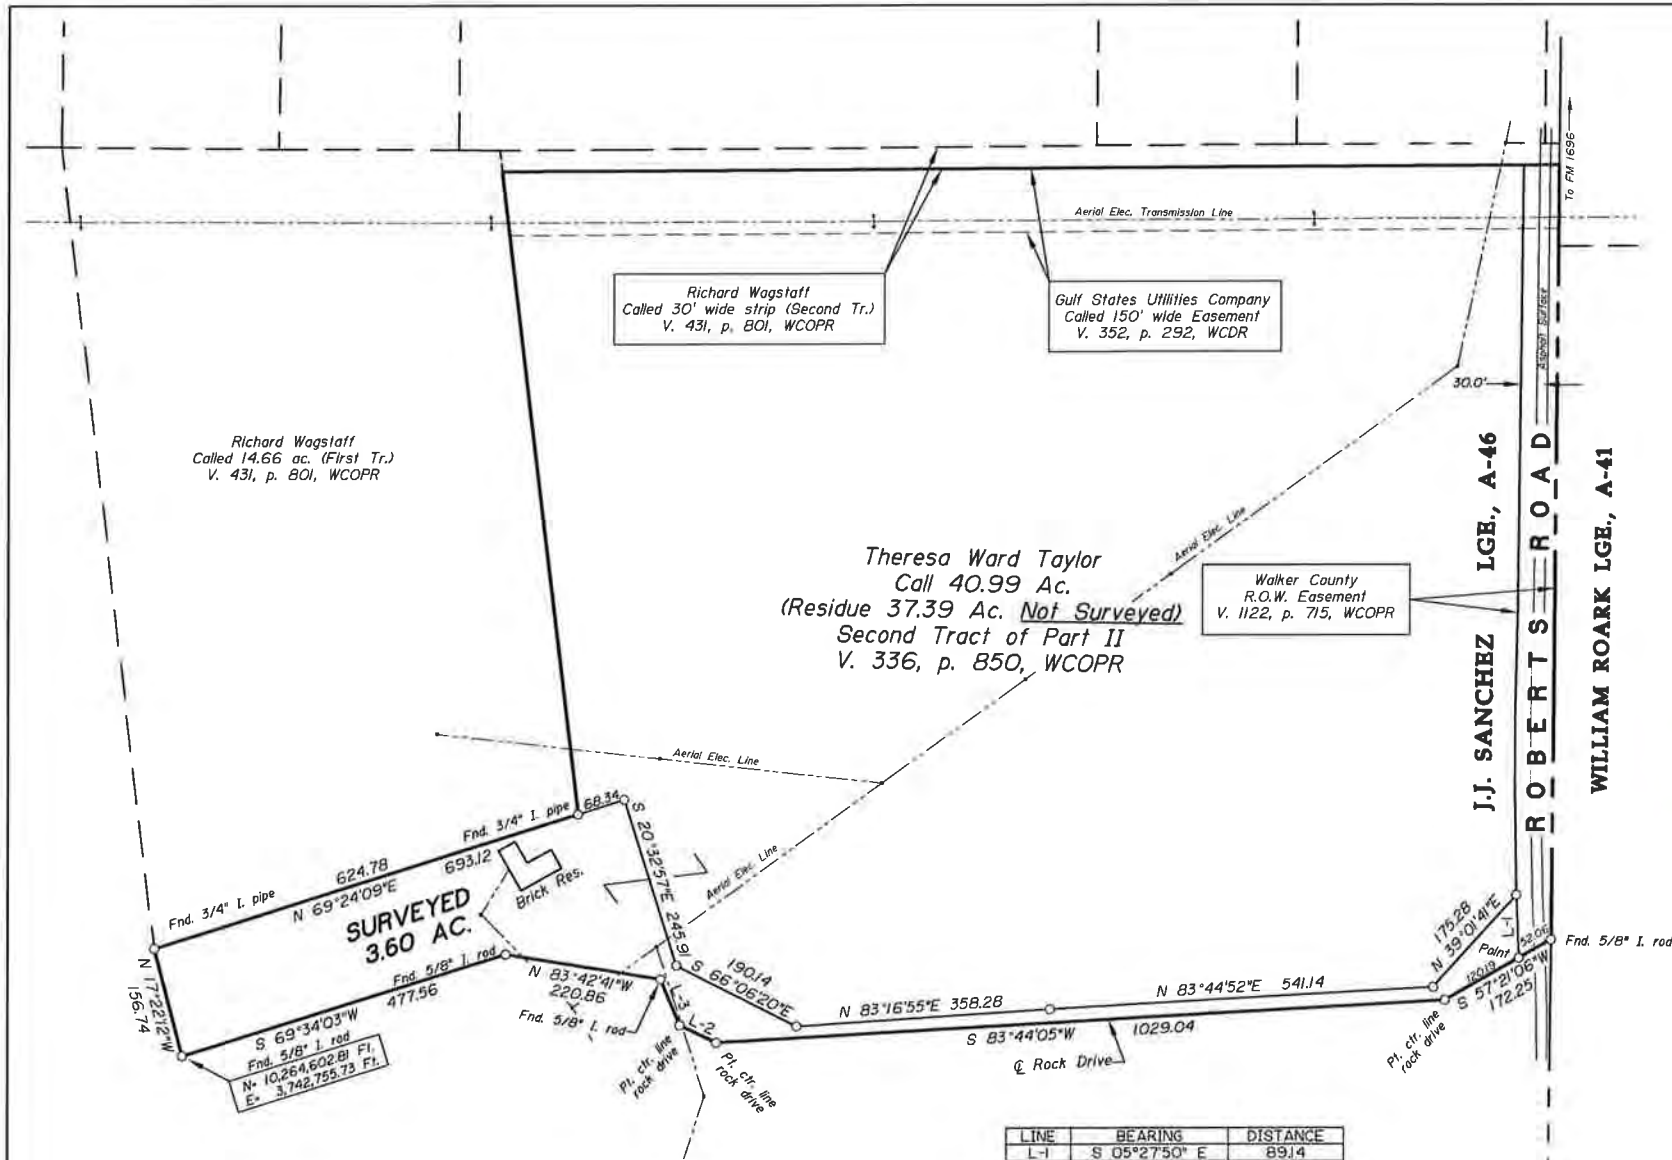 To FM 1696
Aerial Elec. Transmission Line
Richard Wagstaff
Called 30' wide strip (Second Tr.)
V. 431, p. 801, WCOPR
Gulf States Utilities Company
Called 150' wide Easement
V. 352, p. 292, WCDR
Asphalt Surface
30.0'
Richard Wagstaff
Called 14.66 ac. (First Tr.)
V. 431, p. 801, WCOPR
J.J. SANCHEZ LGE., A-46
ROBERTS ROAD
WILLIAM ROARK LGE., A-41
Aerial Elec. Line
Theresa Ward Taylor
Call 40.99 Ac.
(Residue 37.39 Ac. Not Surveyed)
Second Tract of Part II
V. 336, p. 850, WCOPR
Walker County
R.O.W. Easement
V. 1122, p. 715, WCOPR
Aerial Elec. Line
Fnd. 3/4" I. pipe
68.34
S 20°32'57"E 245.91
624.78
693.12
N 69°24'09"E
Fnd. 3/4" I. pipe
Brick Res.
Aerial Elec. Line
SURVEYED
3.60 AC.
N 17°22'12"W
156.74
Fnd. 5/8" I. rod
477.56
S 69°34'03"W
N 83°42'41"W
220.86
Fnd. 5/8" I. rod
Fnd. 5/8" I. rod
N= 10,264,602.81 Ft.
E= 3,742,755.73 Ft.
L-3
L-2
190.14
S 66°06'20"E
N 83°16'55"E 358.28
N 83°44'52"E 541.14
175.28
N 39°01'41"E
L-1
Point
52.06
120.19
Fnd. 5/8" I. rod
S 57°21'06"W
172.25
S 83°44'05"W 1029.04
℄ Rock Drive
Pt. ctr. line
rock drive
Pt. ctr. line
rock drive
Pt. ctr. line
rock drive
LINE BEARING DISTANCE
L-1 S 05°27'50" E 89.14